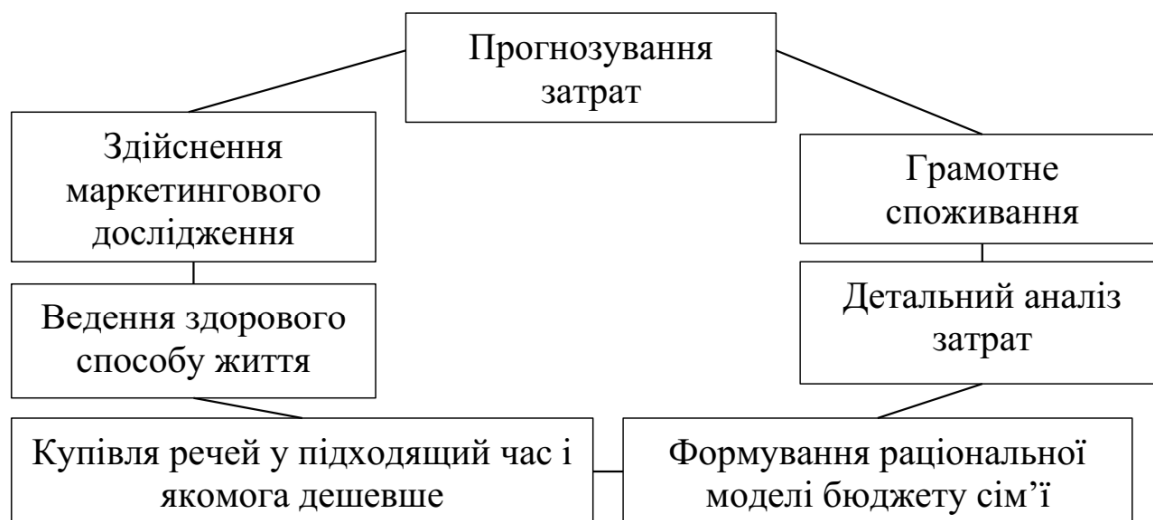 Прогнозування
затрат
Здійснення
маркетингового
дослідження
Грамотне
споживання
Ведення здорового
способу життя
Детальний аналіз
затрат
Купівля речей у підходящий час і
якомога дешевше
Формування раціональної
моделі бюджету сім’ї